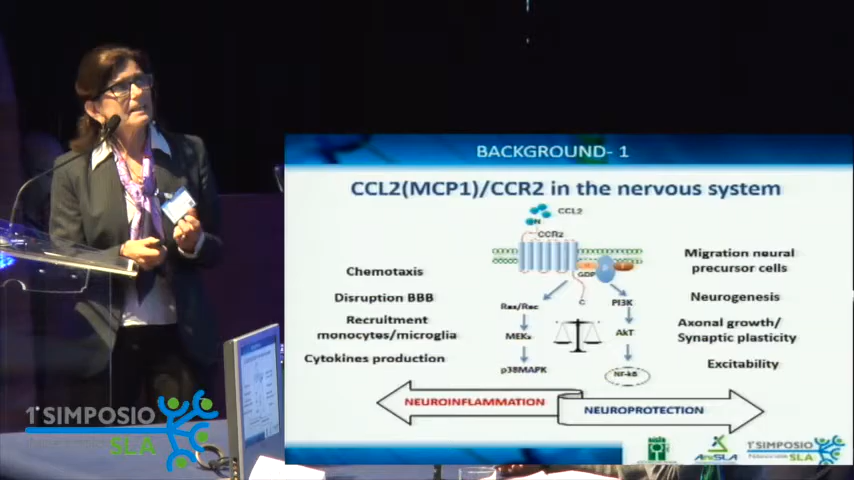 BACKGROUND- 1
CCL2(MCP1)/CCR2 in the nervous system
CCL2
N
CCR2
GDP
C
Chemotaxis
Disruption BBB
Recruitment
monocytes/microglia
Cytokines production
Ras/Rac
MEKs
p38MAPK
PI3K
AkT
Nf-kB
Migration neural
precursor cells
Neurogenesis
Axonal growth/
Synaptic plasticity
Excitability
NEUROINFLAMMATION
NEUROPROTECTION
1°SIMPOSIO
SLA
AriSLA
1°SIMPOSIO
SLA